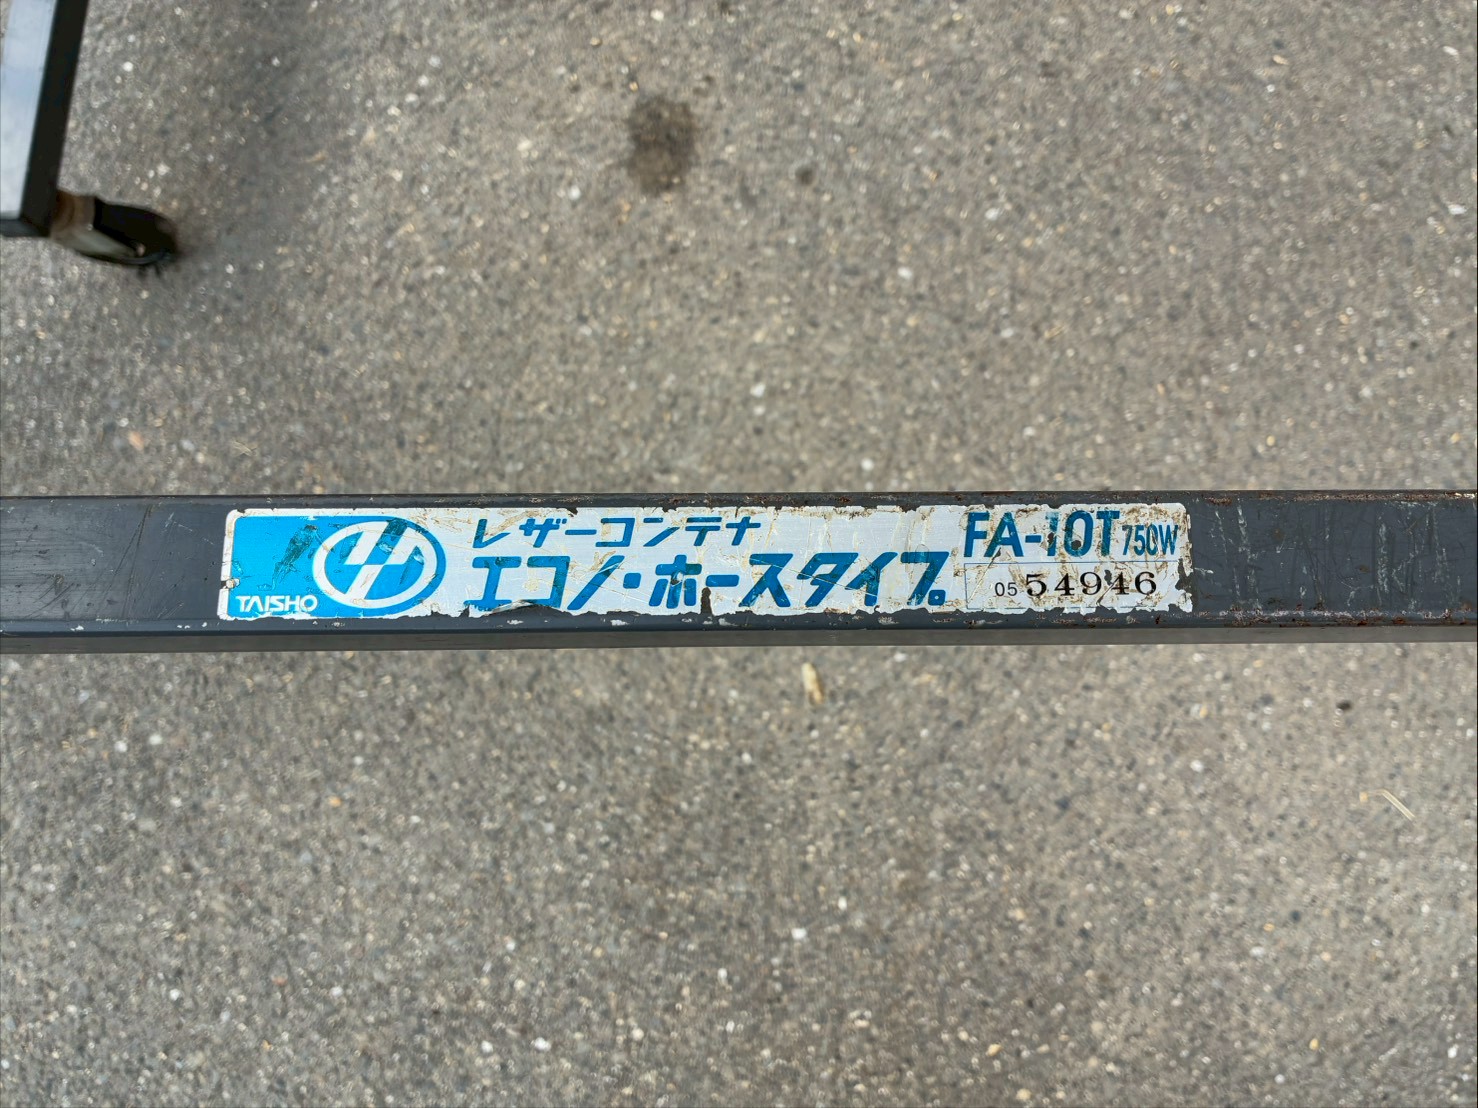 TAISHO
レザーコンテナ
エコノ・ホースタイプ
FA-10T 750W
05 54946